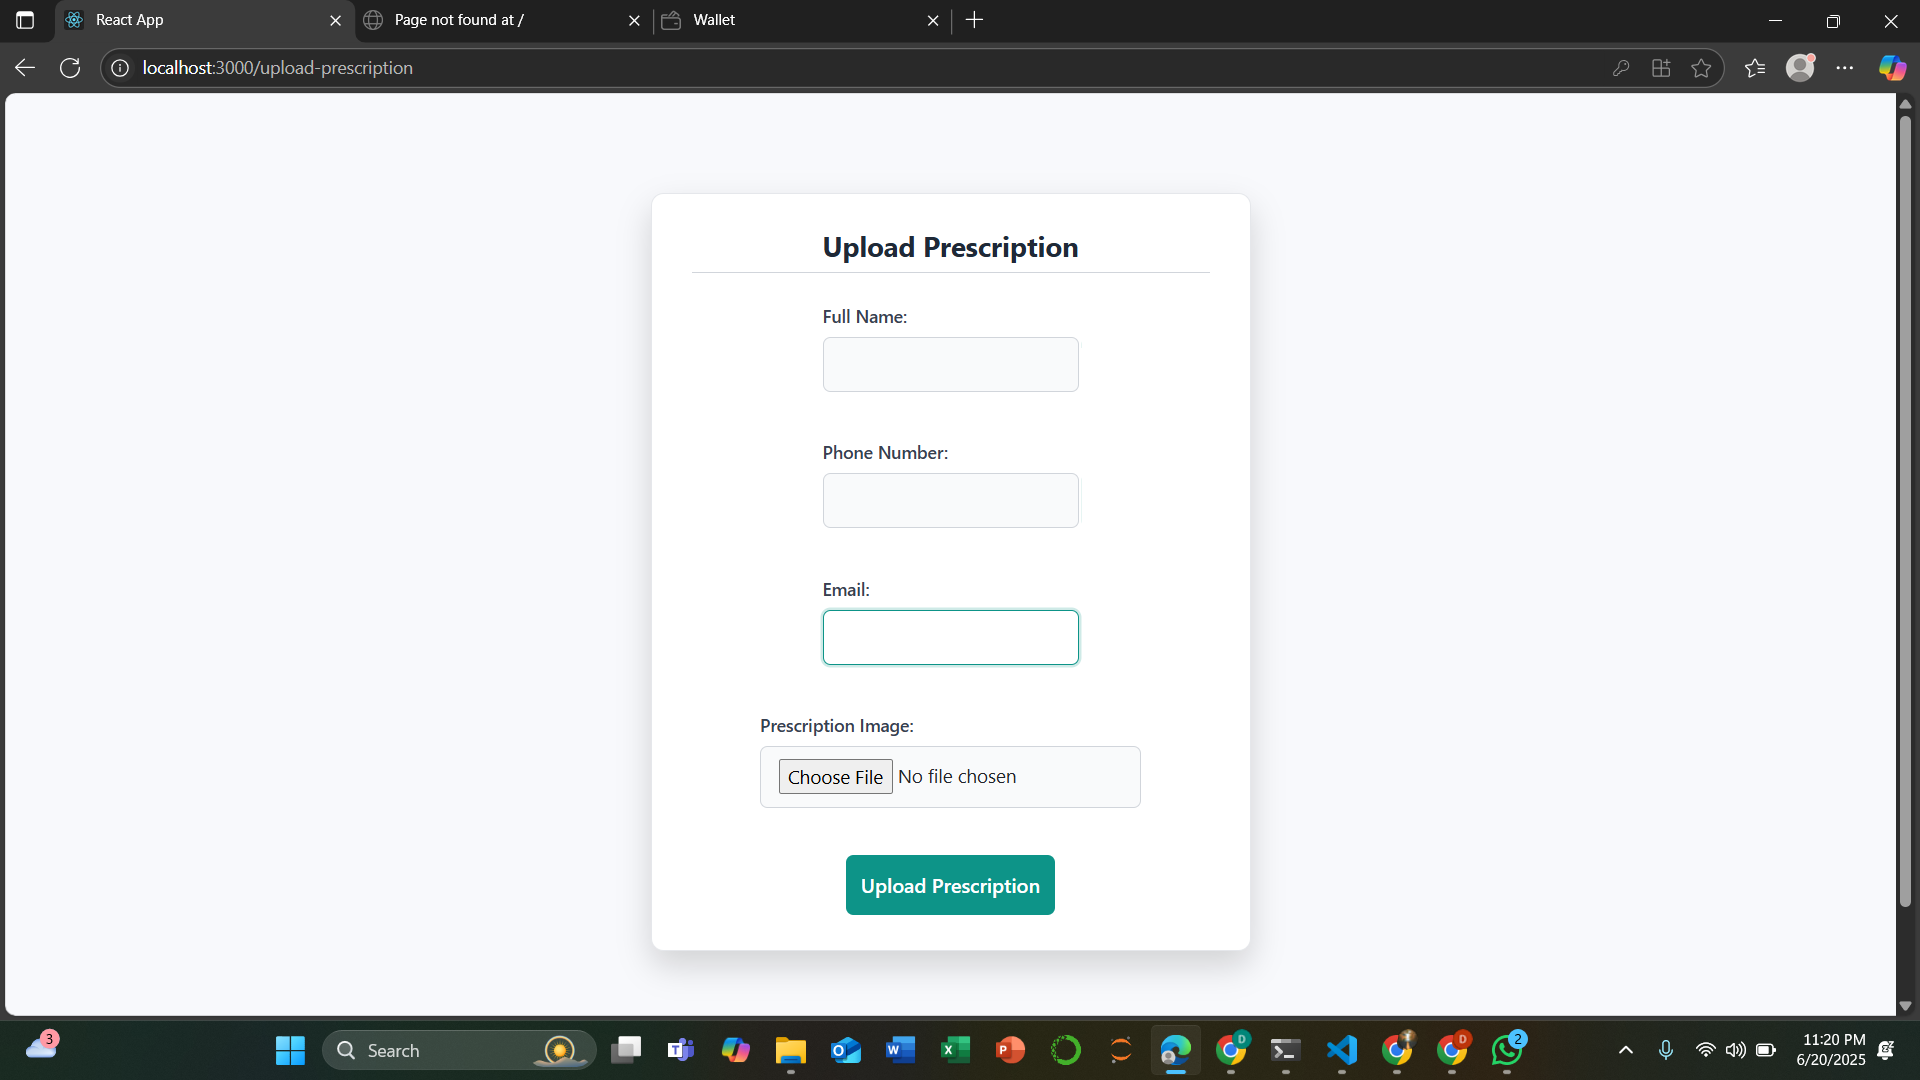 React App
Page not found at /
Wallet
localhost:3000/upload-prescription
Upload Prescription
Full Name:
Phone Number:
Email:
Prescription Image:
Choose File No file chosen
Upload Prescription
3
Search
D
D
2
11:20 PM
6/20/2025